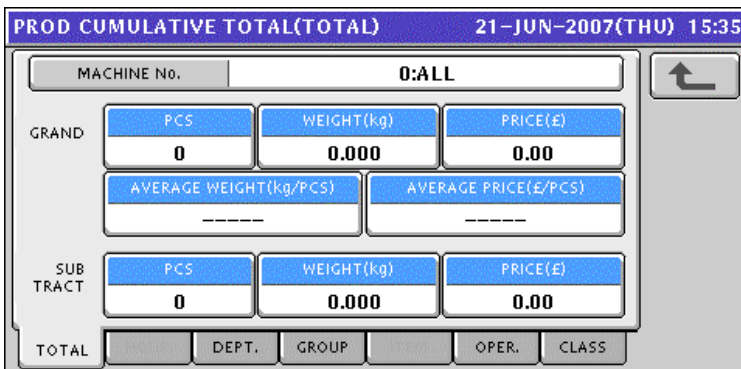 PROD CUMULATIVE TOTAL(TOTAL) 21-JUN-2007(THU) 15:35
MACHINE No. 0:ALL
GRAND
PCS WEIGHT(kg) PRICE(£)
0 0.000 0.00
AVERAGE WEIGHT(kg/PCS) AVERAGE PRICE(£/PCS)
----- -----
SUB
TRACT
PCS WEIGHT(kg) PRICE(£)
0 0.000 0.00
TOTAL HOUR DEPT. GROUP ITEM OPER. CLASS